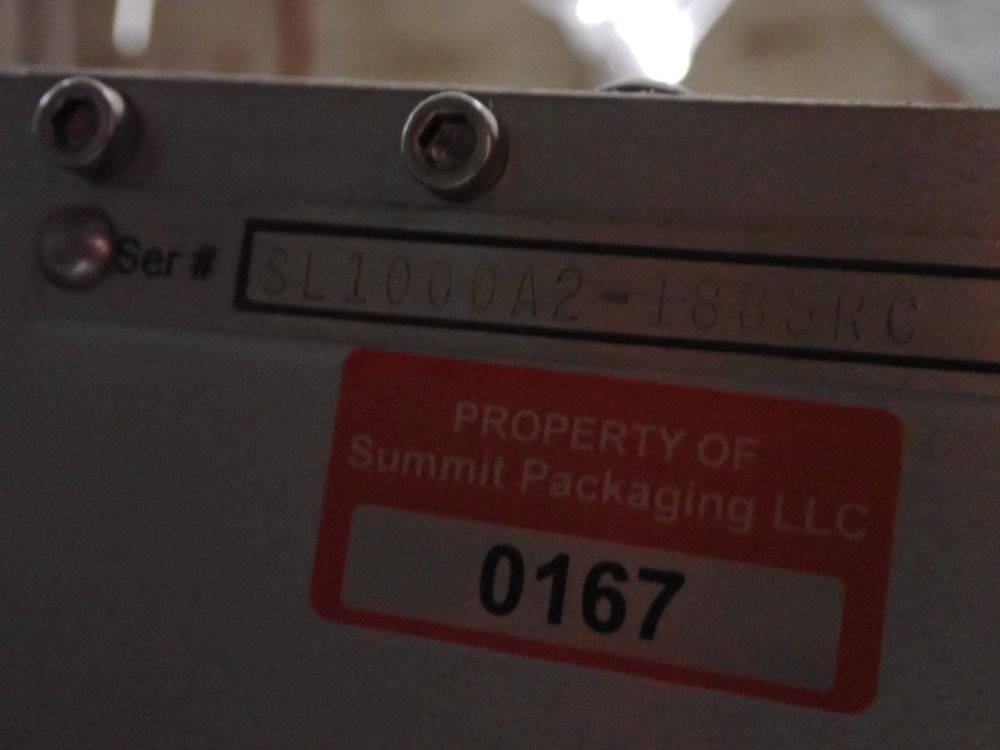 Ser # SL1000A2-1885RC
PROPERTY OF
Summit Packaging LLC
0167